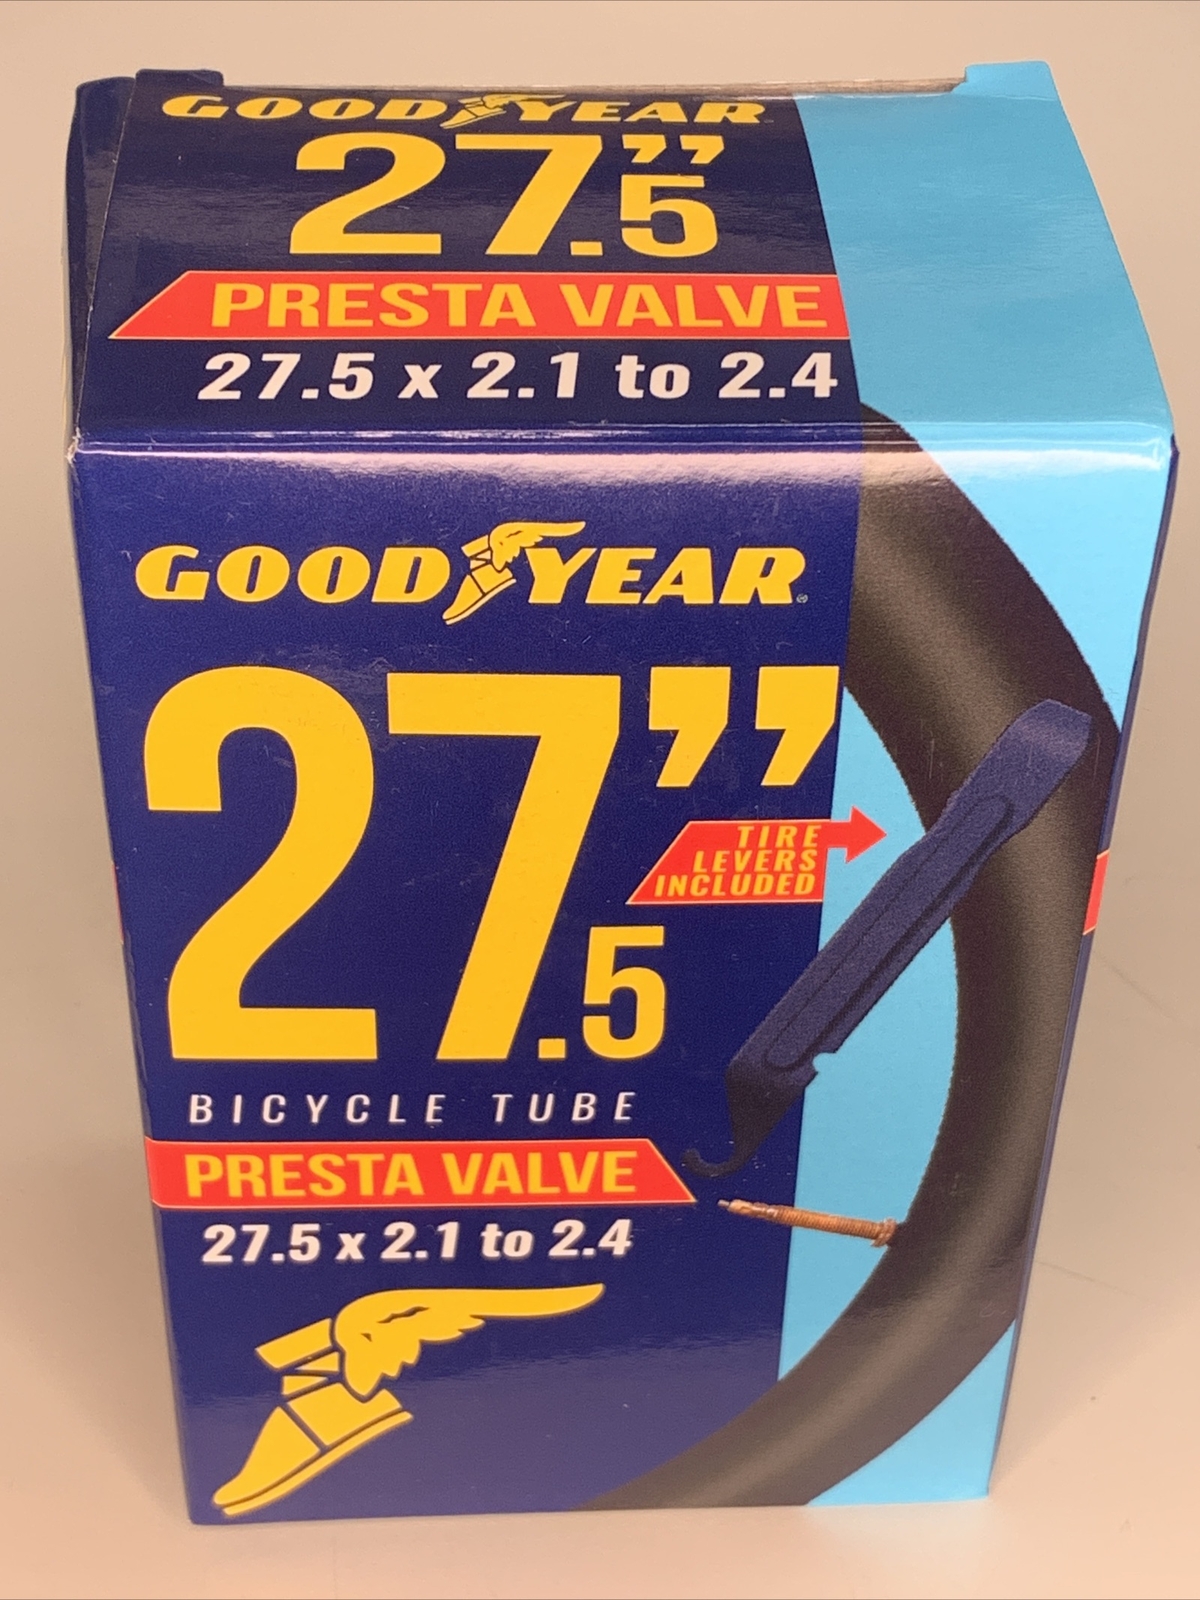 GOODYEAR
27.5"
PRESTA VALVE
27.5 x 2.1 to 2.4
GOODYEAR
27.5"
TIRE
LEVERS
INCLUDED
BICYCLE TUBE
PRESTA VALVE
27.5 x 2.1 to 2.4